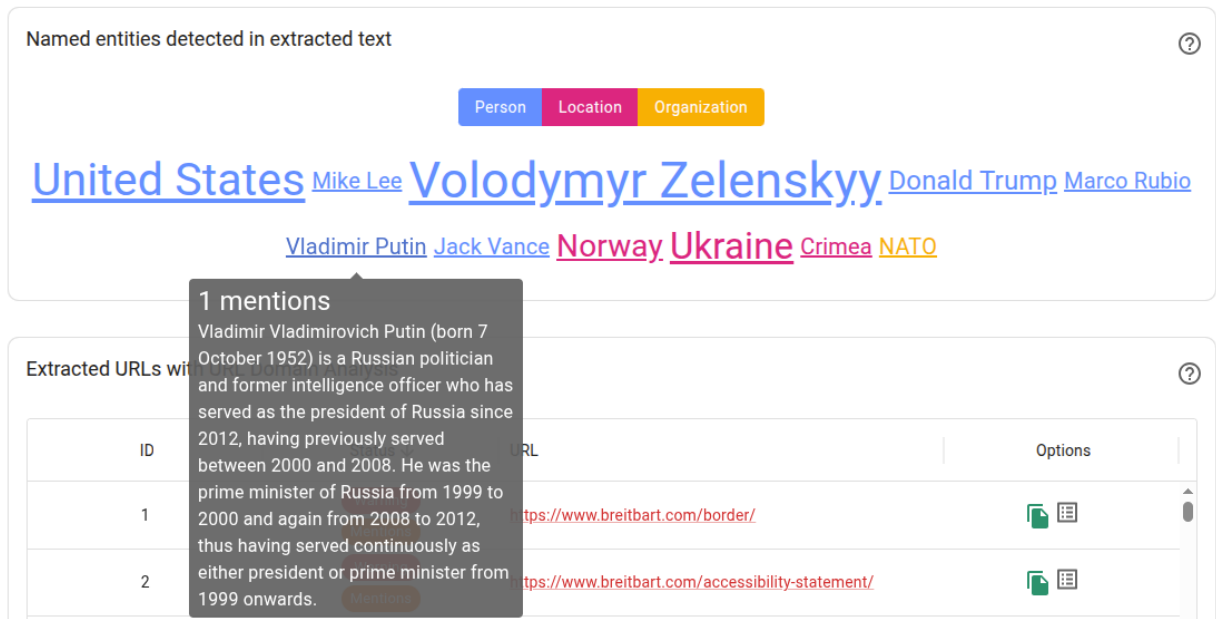 Named entities detected in extracted text
Person Location Organization
United States Mike Lee Volodymyr Zelenskyy Donald Trump Marco Rubio
Vladimir Putin Jack Vance Norway Ukraine Crimea NATO
1 mentions
Vladimir Vladimirovich Putin (born 7
October 1952) is a Russian politician
and former intelligence officer who has
served as the president of Russia since
2012, having previously served
between 2000 and 2008. He was the
prime minister of Russia from 1999 to
2000 and again from 2008 to 2012,
thus having served continuously as
either president or prime minister from
1999 onwards.
Extracted URLs with URL Domain Analysis
ID Status URL Options
1 https://www.breitbart.com/border/
2 https://www.breitbart.com/accessibility-statement/
Mentions